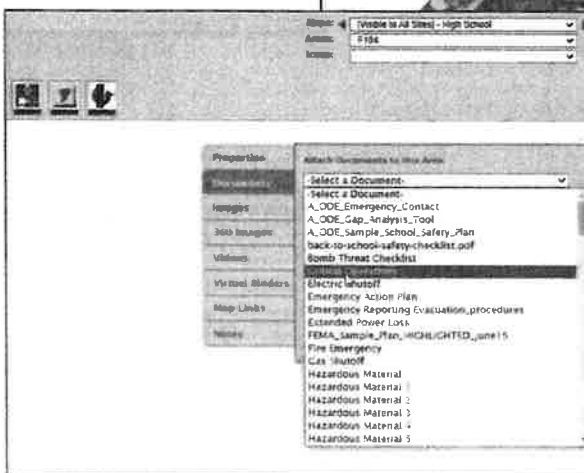 Maps:
[Visible to All Sites] - High School
Areas:
F104
Icons:
Properties
Documents
Images
360 Images
Videos
Virtual Binders
Map Links
Notes
Attach Documents to this Area
-Select a Document-
-Select a Document-
A_ODE_Emergency_Contact
A_ODE_Gap_Analysis_Tool
A_ODE_Sample_School_Safety_Plan
back-to-school-safety-checklist.pdf
Bomb Threat Checklist
Critical Operations
Electric Shutoff
Emergency Action Plan
Emergency Reporting Evacuation_procedures
Extended Power Loss
FEMA_Sample_Plan_HIGHLIGHTED_june15
Fire Emergency
Gas Shutoff
Hazardous Material
Hazardous Material 1
Hazardous Material 2
Hazardous Material 3
Hazardous Material 4
Hazardous Material 5